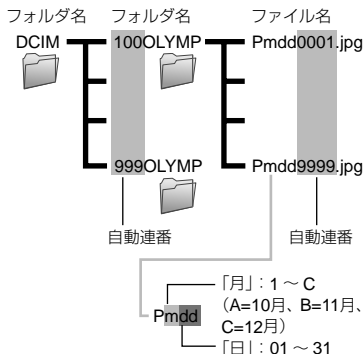 フォルダ名 フォルダ名 ファイル名
DCIM 100OLYMP Pmdd0001.jpg
999OLYMP Pmdd9999.jpg
自動連番 自動連番
Pmdd
「月」：1 ～ C
（A=10月、B=11月、
C=12月）
「日」：01 ～ 31